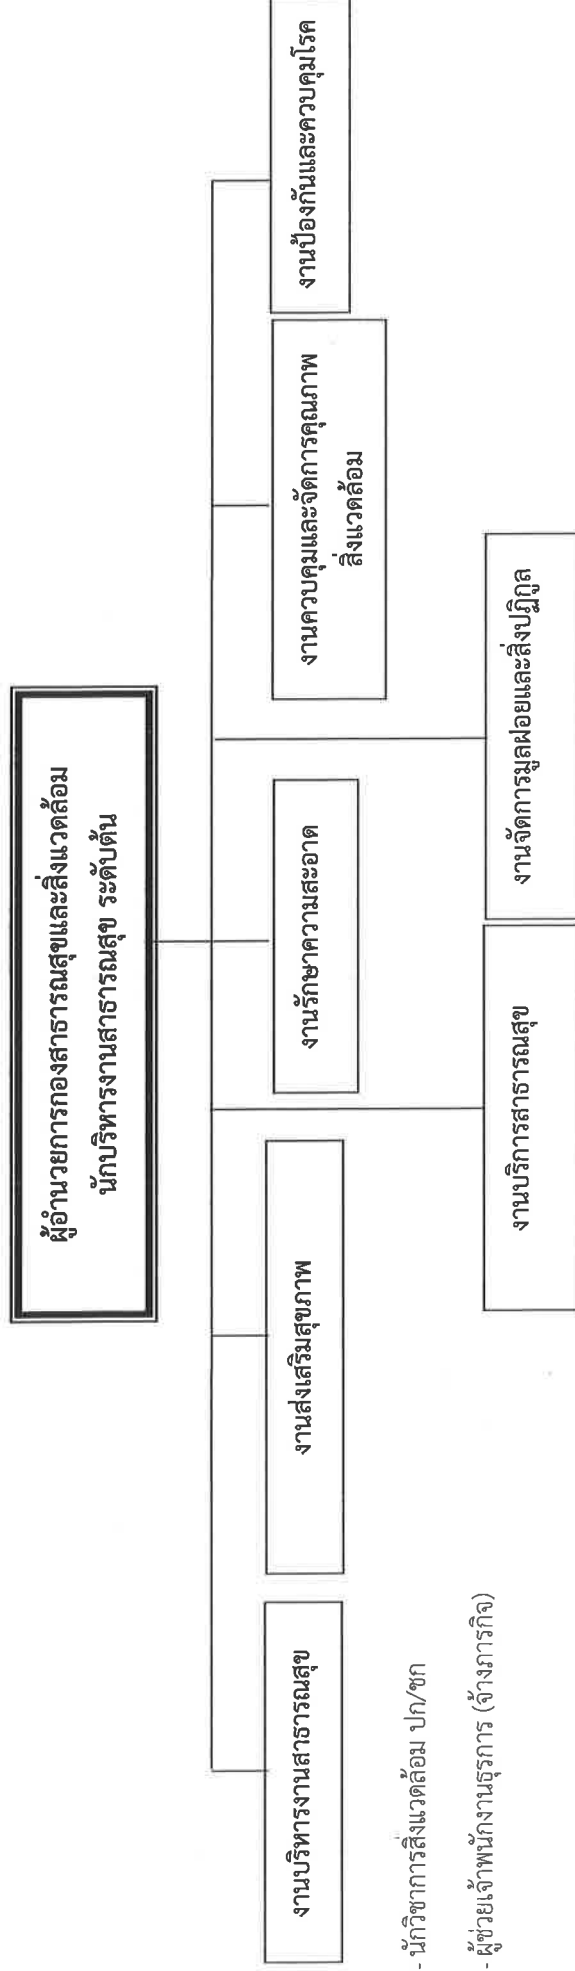 ผู้อำนวยการกองสาธารณสุขและสิ่งแวดล้อม
นักบริหารงานสาธารณสุข ระดับต้น
งานบริหารงานสาธารณสุข
งานส่งเสริมสุขภาพ
งานรักษาความสะอาด
งานควบคุมและจัดการคุณภาพ
สิ่งแวดล้อม
งานป้องกันและควบคุมโรค
- นักวิชาการสิ่งแวดล้อม ปก/ชก
- ผู้ช่วยเจ้าพนักงานธุรการ (จ้างภารกิจ)
งานบริการสาธารณสุข
งานจัดการมูลฝอยและสิ่งปฏิกูล